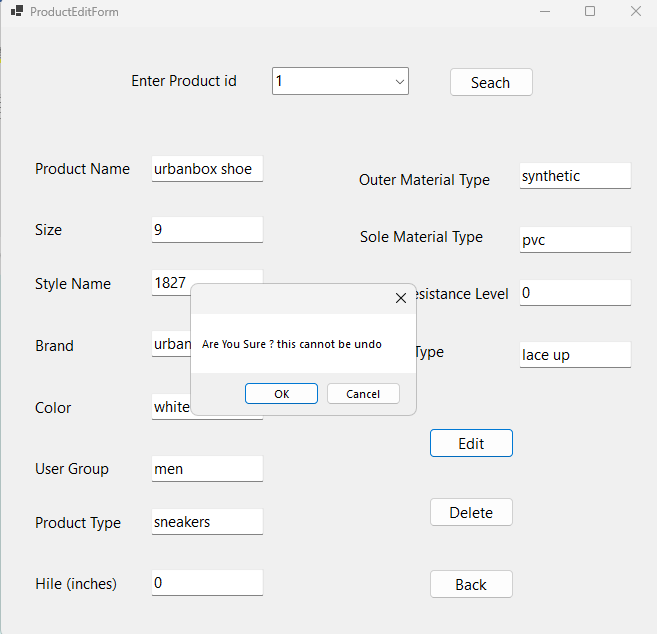 ProductEditForm
Enter Product id 1 Seach
Product Name urbanbox shoe
Outer Material Type synthetic
Size 9
Sole Material Type pvc
Style Name 1827
esistance Level 0
Are You Sure ? this cannot be undo
OK Cancel
Brand urban
Type lace up
Color white
Edit
User Group men
Delete
Product Type sneakers
Hile (inches) 0
Back